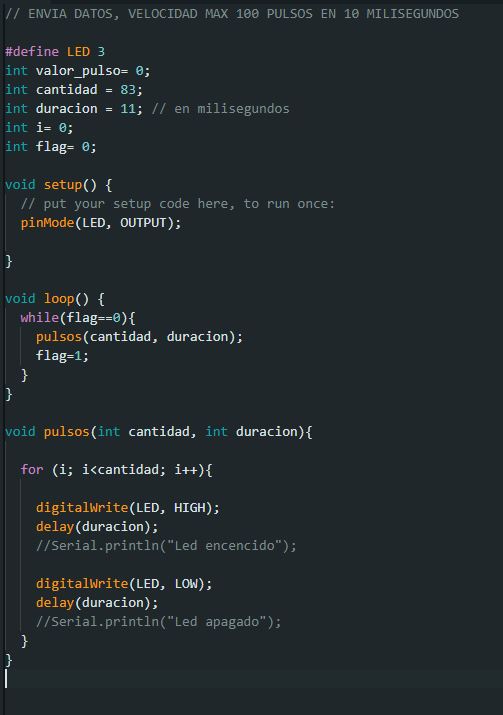 // ENVIA DATOS, VELOCIDAD MAX 100 PULSOS EN 10 MILISEGUNDOS
#define LED 3
int valor_pulso= 0;
int cantidad = 83;
int duracion = 11; // en milisegundos
int i= 0;
int flag= 0;
void setup() {
// put your setup code here, to run once:
pinMode(LED, OUTPUT);
}
void loop() {
while(flag==0){
pulsos(cantidad, duracion);
flag=1;
}
}
void pulsos(int cantidad, int duracion){
for (i; i<cantidad; i++){
digitalWrite(LED, HIGH);
delay(duracion);
//Serial.println("Led encencido");
digitalWrite(LED, LOW);
delay(duracion);
//Serial.println("Led apagado");
}
}